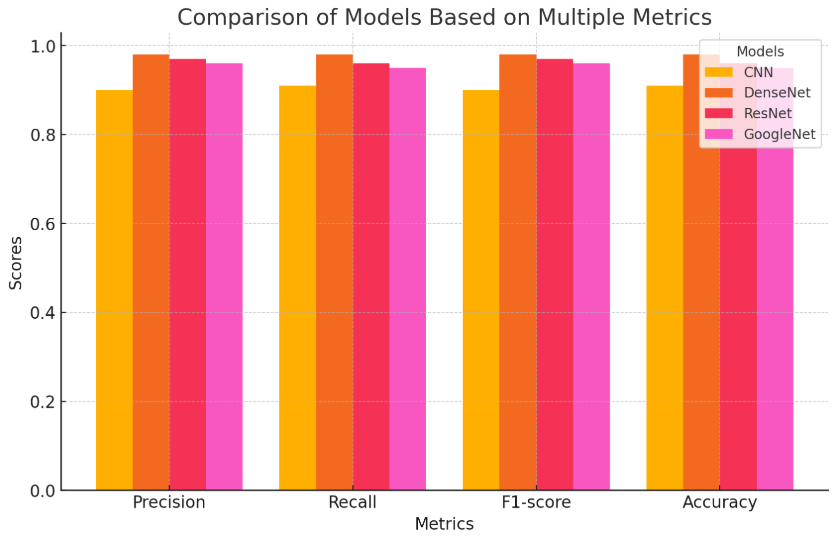 Comparison of Models Based on Multiple Metrics
Models
CNN
DenseNet
ResNet
GoogleNet
1.0
0.8
0.6
0.4
0.2
0.0
Scores
Precision
Recall
F1-score
Accuracy
Metrics